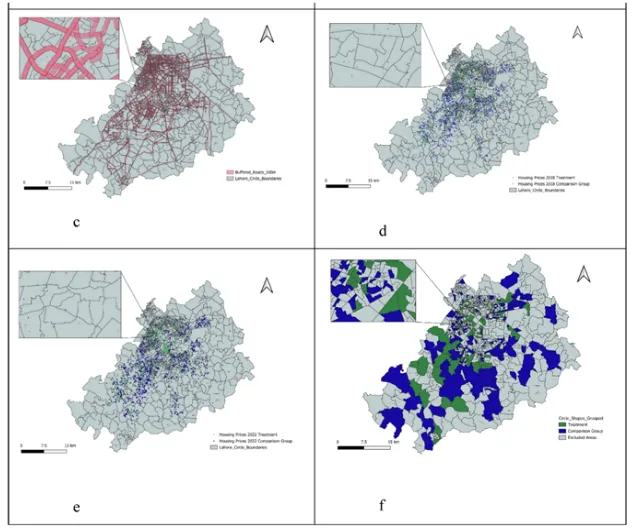 Buffered_Roads_100M
Lahore_Circle_Boundaries
0 7.5 15 km
c
Housing Prices 2018 Treatment
Housing Prices 2018 Comparison Group
Lahore_Circle_Boundaries
0 7.5 15 km
d
Housing Prices 2022 Treatment
Housing Prices 2022 Comparison Group
Lahore_Circle_Boundaries
0 7.5 15 km
e
Circle_Shapes_Grouped
Treatment
Comparison Group
Excluded Areas
0 7.5 15 km
f